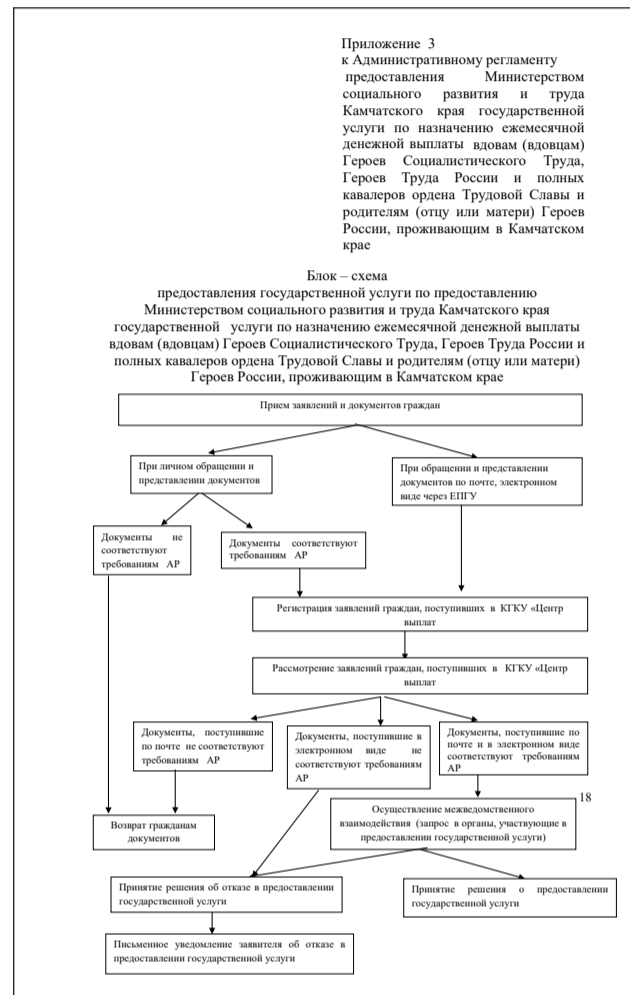 Приложение 3
к Административному регламенту
предоставления Министерством
социального развития и труда
Камчатского края государственной
услуги по назначению ежемесячной
денежной выплаты вдовам (вдовцам)
Героев Социалистического Труда,
Героев Труда России и полных
кавалеров ордена Трудовой Славы и
родителям (отцу или матери) Героев
России, проживающим в Камчатском
крае
Блок – схема
предоставления государственной услуги по предоставлению
Министерством социального развития и труда Камчатского края
государственной услуги по назначению ежемесячной денежной выплаты
вдовам (вдовцам) Героев Социалистического Труда, Героев Труда России и
полных кавалеров ордена Трудовой Славы и родителям (отцу или матери)
Героев России, проживающим в Камчатском крае
Прием заявлений и документов граждан
При личном обращении и
представлении документов
При обращении и представлении
документов по почте, электронном
виде через ЕПГУ
Документы не
соответствуют
требованиям АР
Документы соответствуют
требованиям АР
Регистрация заявлений граждан, поступивших в КГКУ «Центр
выплат
Рассмотрение заявлений граждан, поступивших в КГКУ «Центр
выплат
Документы, поступившие
по почте не соответствуют
требованиям АР
Документы, поступившие в
электронном виде не
соответствуют требованиям
АР
Документы, поступившие по
почте и в электронном виде
соответствуют требованиям
АР
18
Возврат гражданам
документов
Осуществление межведомственного
взаимодействия (запрос в органы, участвующие в
предоставлении государственной услуги)
Принятие решения об отказе в предоставлении
государственной услуги
Принятие решения о предоставлении
государственной услуги
Письменное уведомление заявителя об отказе в
предоставлении государственной услуги